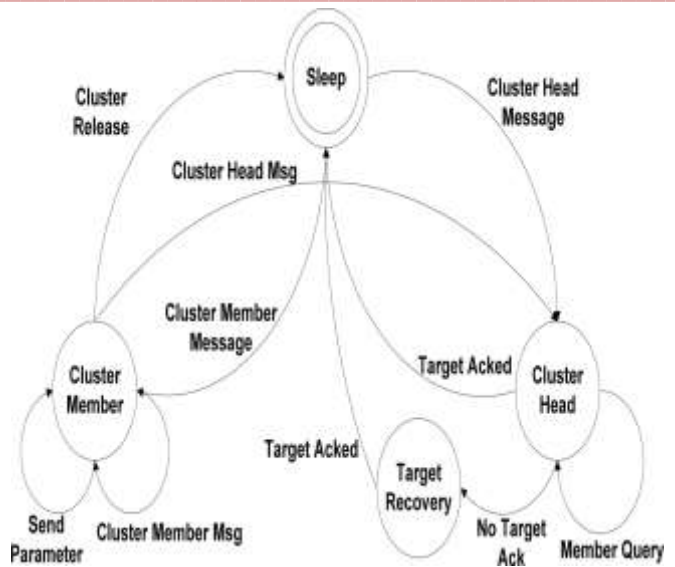 Sleep
Cluster
Release
Cluster Head
Message
Cluster Head Msg
Cluster Member
Message
Cluster
Member
Target Acked
Cluster
Head
Target Acked
Target
Recovery
Send
Parameter
Cluster Member Msg
No Target
Ack
Member Query